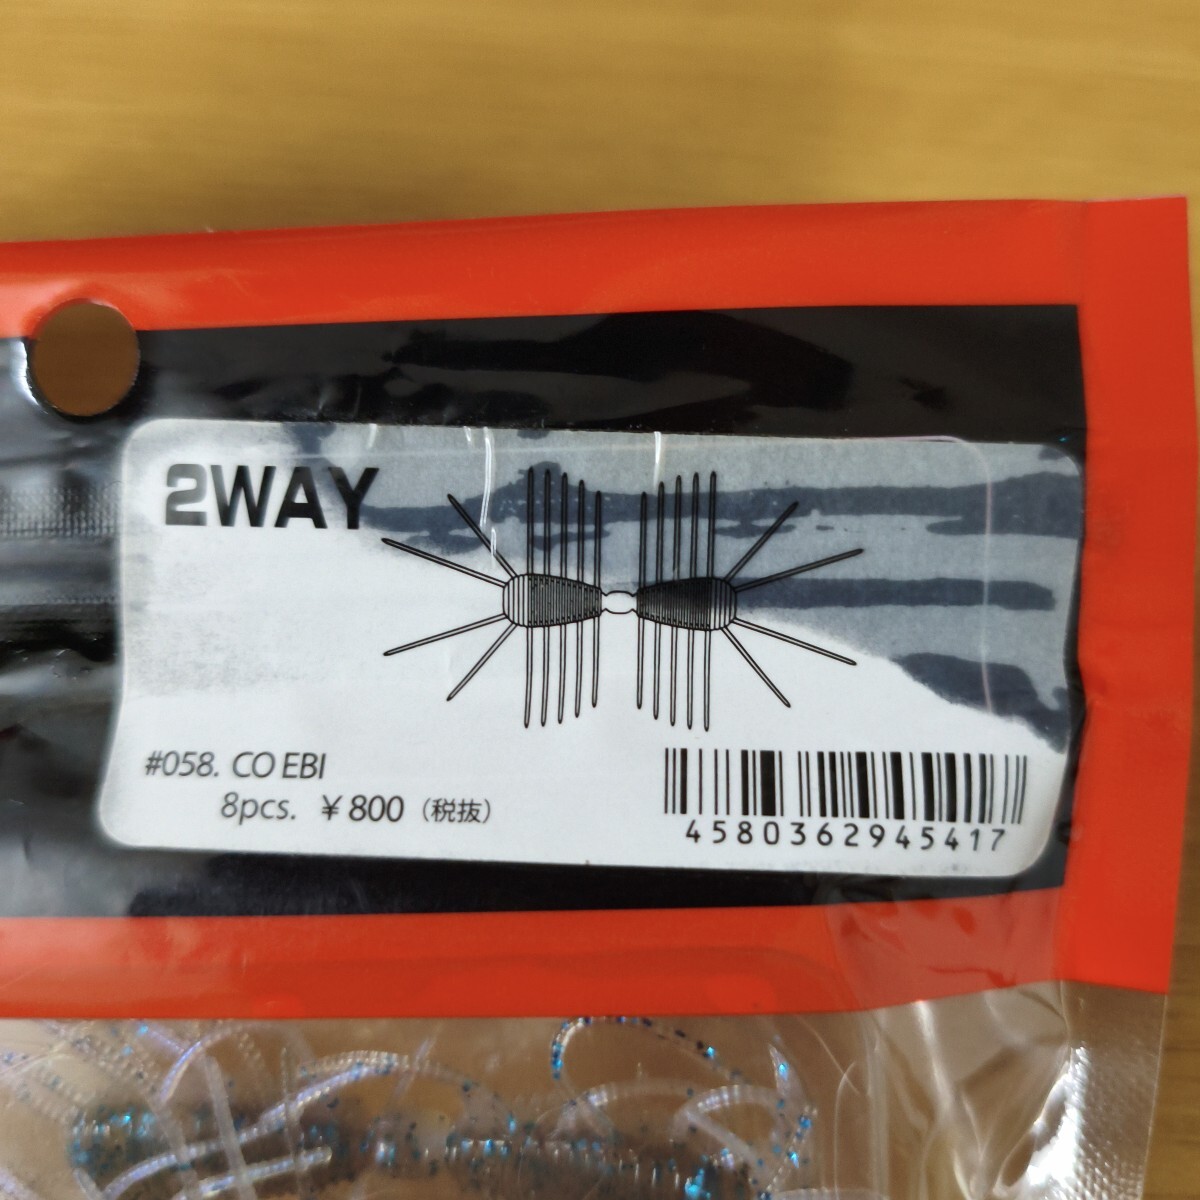 2WAY
#058. CO EBI
8pcs. ¥800 (税抜)
4580362945417